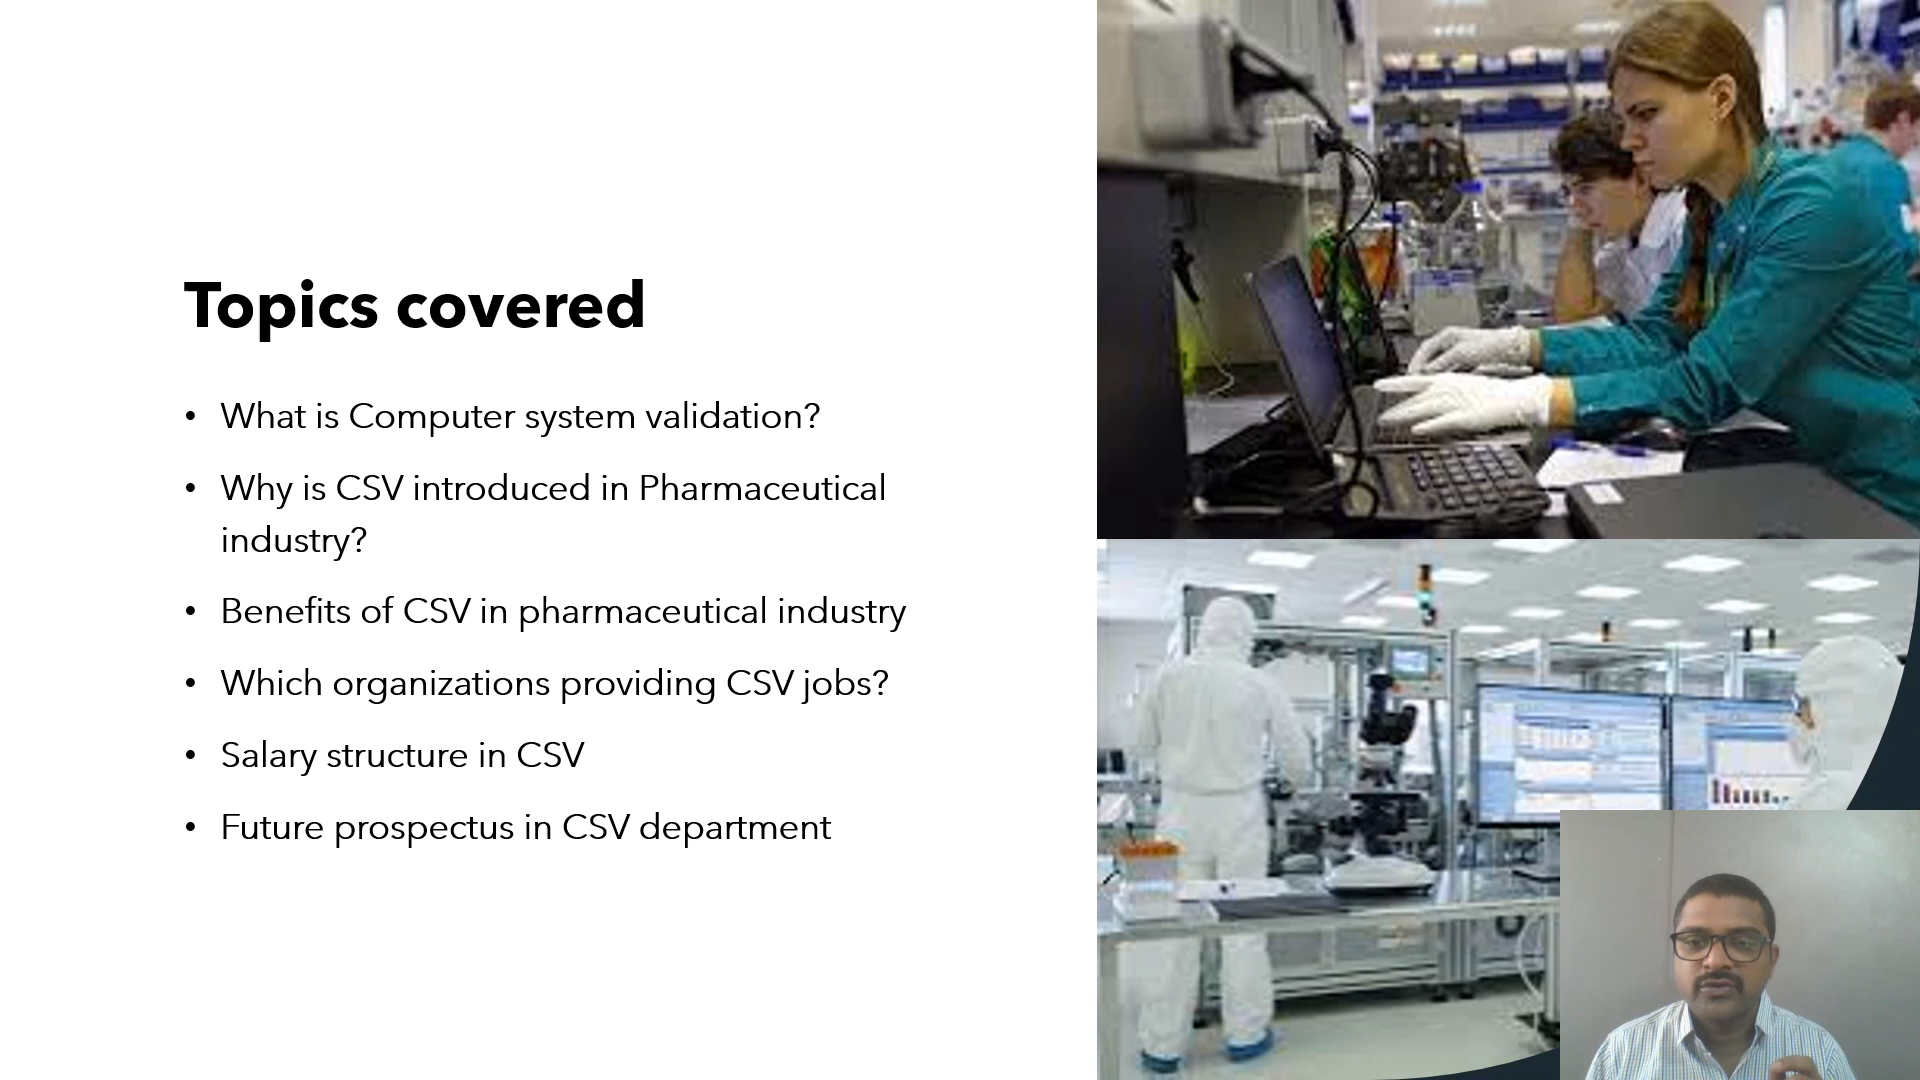 Topics covered
• What is Computer system validation?
• Why is CSV introduced in Pharmaceutical
industry?
• Benefits of CSV in pharmaceutical industry
• Which organizations providing CSV jobs?
• Salary structure in CSV
• Future prospectus in CSV department